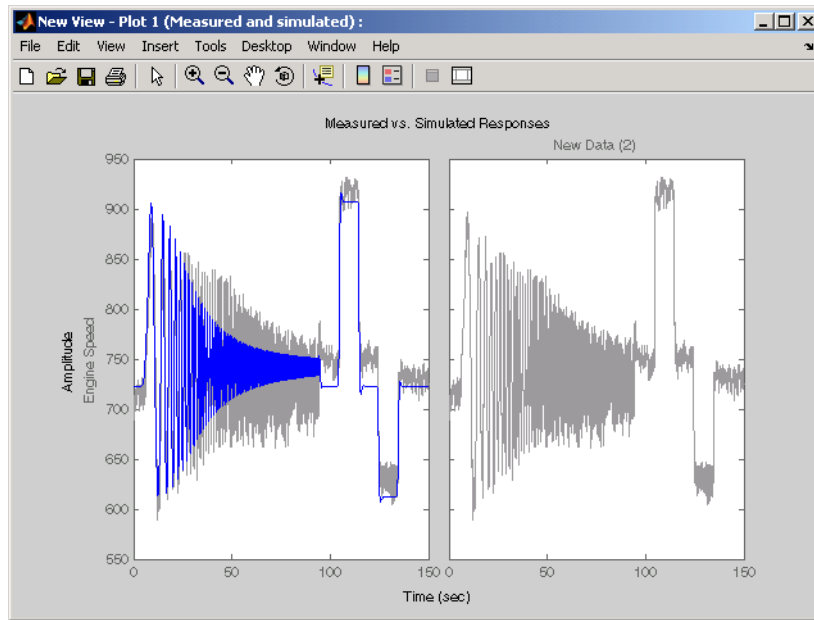 New View - Plot 1 (Measured and simulated) :
File Edit View Insert Tools Desktop Window Help
Measured vs. Simulated Responses
New Data (2)
950
900
850
800
750
700
650
600
550
Amplitude
Engine Speed
0 50 100 150 0 50 100 150
Time (sec)